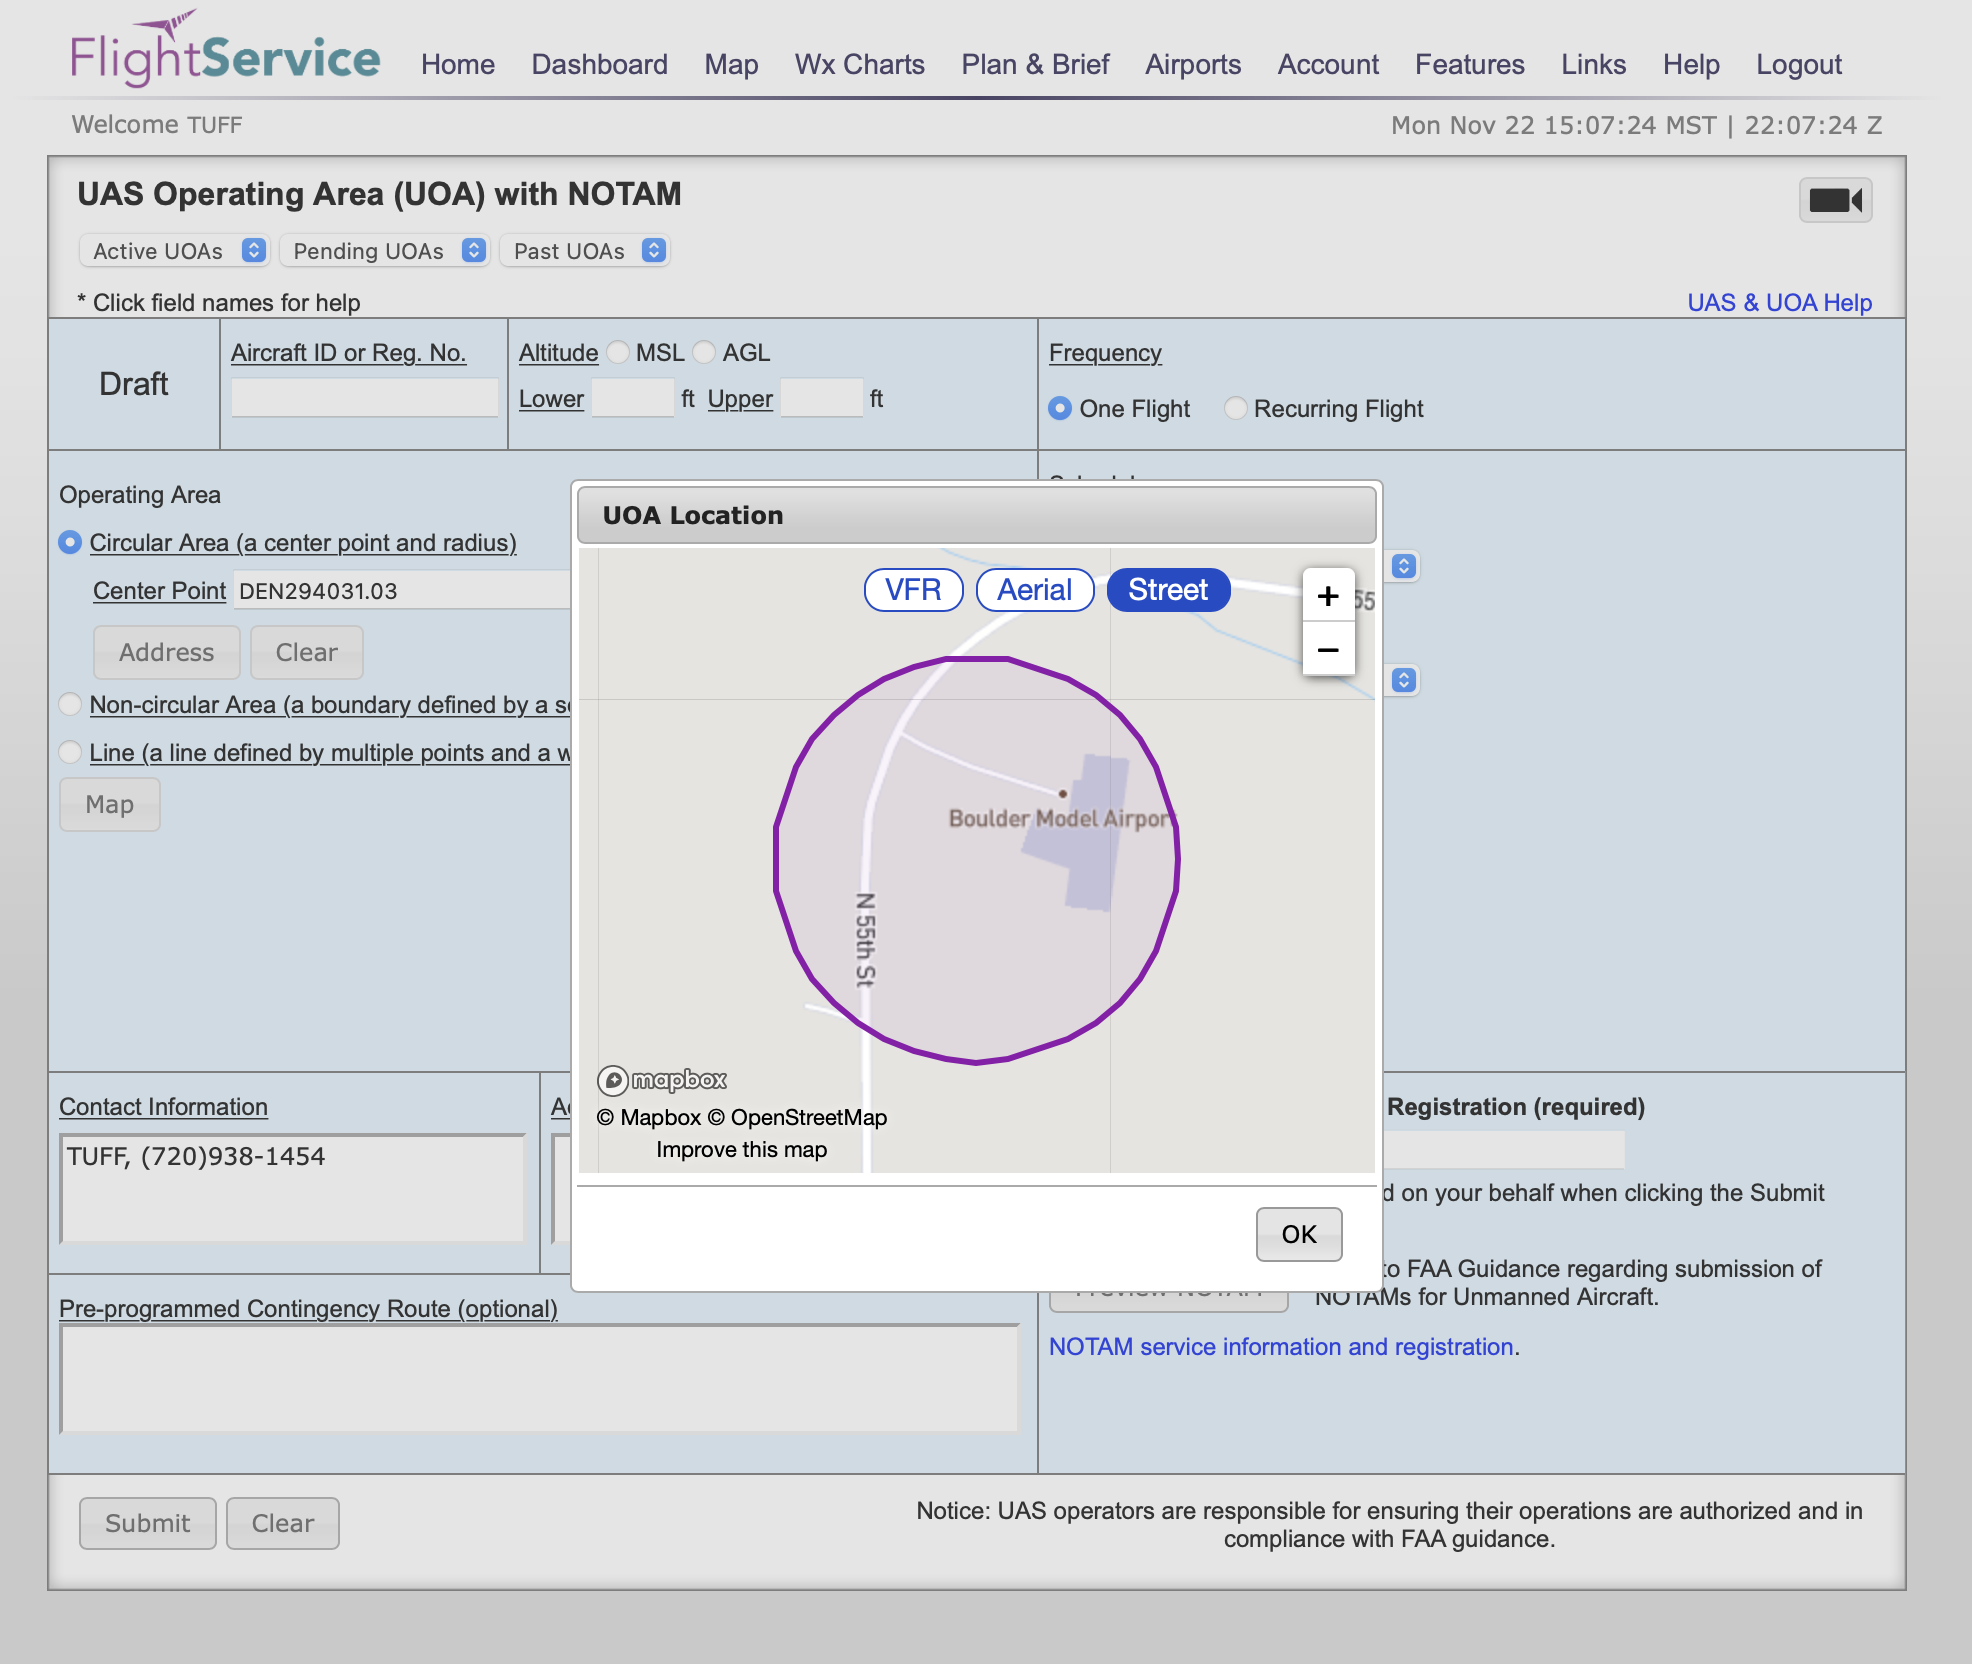 FlightService
Home Dashboard Map Wx Charts Plan & Brief Airports Account Features Links Help Logout
Welcome TUFF
Mon Nov 22 15:07:24 MST | 22:07:24 Z
UAS Operating Area (UOA) with NOTAM
Active UOAs Pending UOAs Past UOAs
* Click field names for help
UAS & UOA Help
Draft
Aircraft ID or Reg. No.
Altitude MSL AGL
Lower ft Upper ft
Frequency
One Flight Recurring Flight
Operating Area
Circular Area (a center point and radius)
Center Point DEN294031.03
Address Clear
Non-circular Area (a boundary defined by a
Line (a line defined by multiple points and a
Map
UOA Location
VFR Aerial Street
+
55
−
Boulder Model Airport
N 55th St
mapbox
© Mapbox © OpenStreetMap
Improve this map
OK
Contact Information
TUFF, (720)938-1454
Registration (required)
on your behalf when clicking the Submit
to FAA Guidance regarding submission of
NOTAMs for Unmanned Aircraft.
NOTAM service information and registration.
Pre-programmed Contingency Route (optional)
Submit Clear
Notice: UAS operators are responsible for ensuring their operations are authorized and in
compliance with FAA guidance.